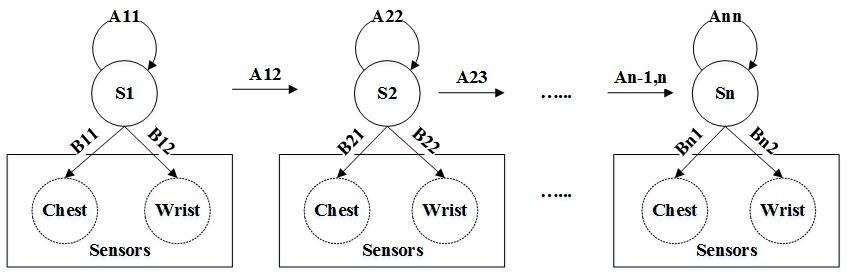 A11 A22 Ann
S1 A12 S2 A23 ...... An-1,n Sn
B11 B12 B21 B22 Bn1 Bn2
Chest Wrist Chest Wrist ...... Chest Wrist
Sensors Sensors Sensors